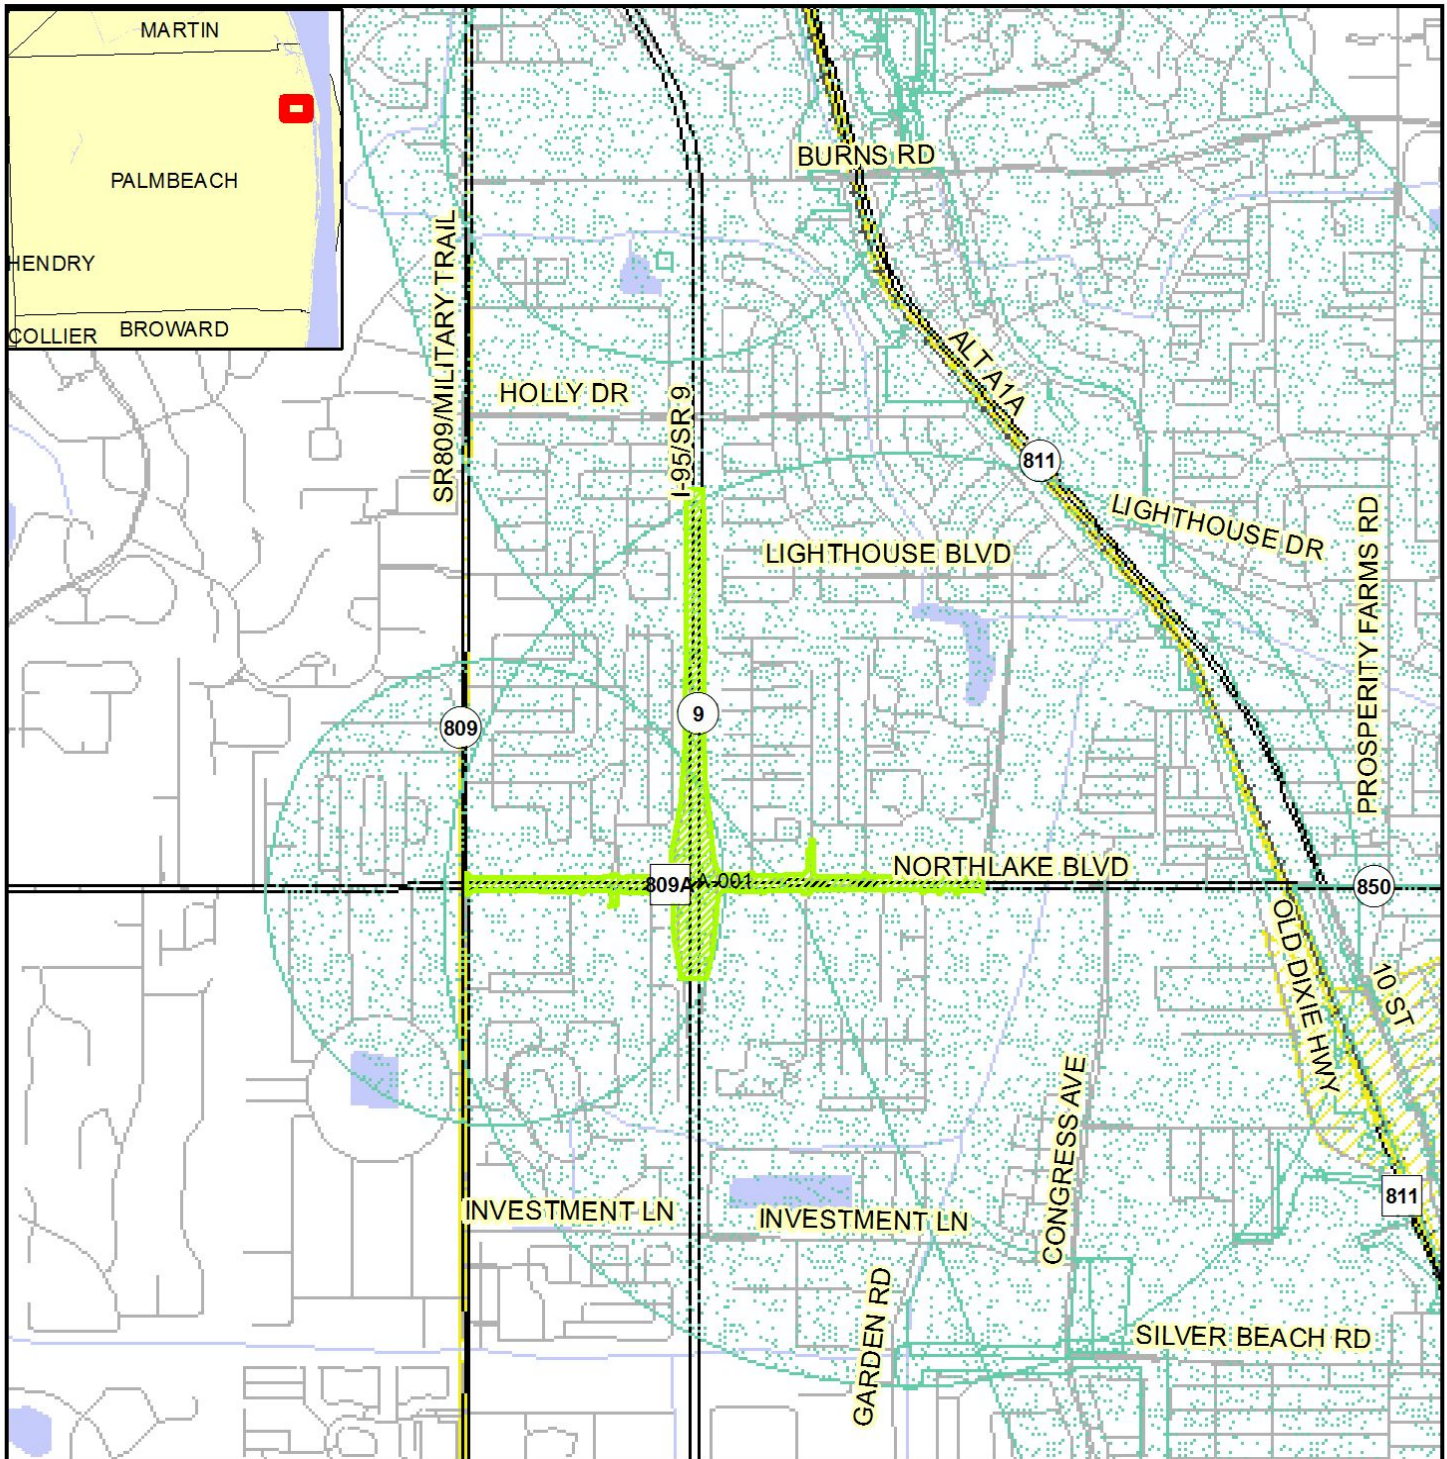 MARTIN
PALMBEACH
HENDRY
COLLIER
BROWARD
BURNS RD
SR809/MILITARY TRAIL
HOLLY DR
I-95/SR 9
ALT A1A
811
LIGHTHOUSE DR
LIGHTHOUSE BLVD
PROSPERITY FARMS RD
809
9
NORTHLAKE BLVD
809A
A-001
850
OLD DIXIE HWY
10 ST
CONGRESS AVE
811
INVESTMENT LN
INVESTMENT LN
GARDEN RD
SILVER BEACH RD